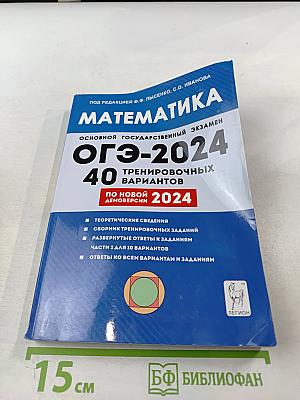 ПОД РЕДАКЦИЕЙ Ф.Ф. ЛЫСЕНКО, С.О. ИВАНОВА
МАТЕМАТИКА
ОСНОВНОЙ ГОСУДАРСТВЕННЫЙ ЭКЗАМЕН
ОГЭ-2024
40 ТРЕНИРОВОЧНЫХ
ВАРИАНТОВ
ПО НОВОЙ
ДЕМОВЕРСИИ 2024
ТЕОРЕТИЧЕСКИЕ СВЕДЕНИЯ
СБОРНИК ТРЕНИРОВОЧНЫХ ЗАДАНИЙ
РАЗВЕРНУТЫЕ ОТВЕТЫ К ЗАДАНИЯМ
ЧАСТИ 2 ДЛЯ 10 ВАРИАНТОВ
ОТВЕТЫ КО ВСЕМ ВАРИАНТАМ И ЗАДАНИЯМ
ЛЕГИОН
15 см
БФ БИБЛИОФАН